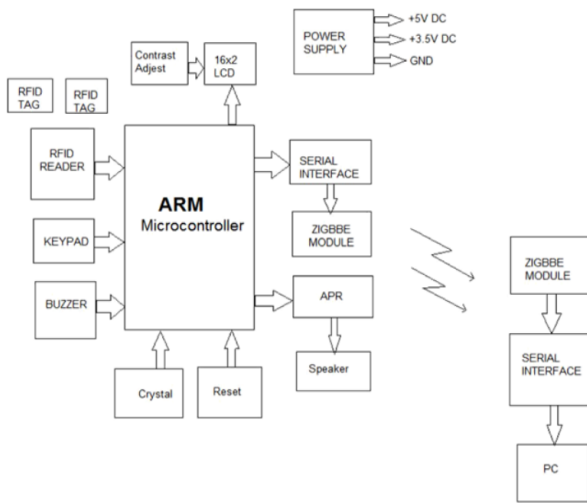 POWER
SUPPLY
+5V DC
+3.5V DC
GND
Contrast
Adjest
16x2
LCD
RFID
TAG
RFID
TAG
RFID
READER
ARM
Microcontroller
SERIAL
INTERFACE
KEYPAD
ZIGBBE
MODULE
ZIGBBE
MODULE
BUZZER
APR
SERIAL
INTERFACE
Speaker
Crystal
Reset
PC